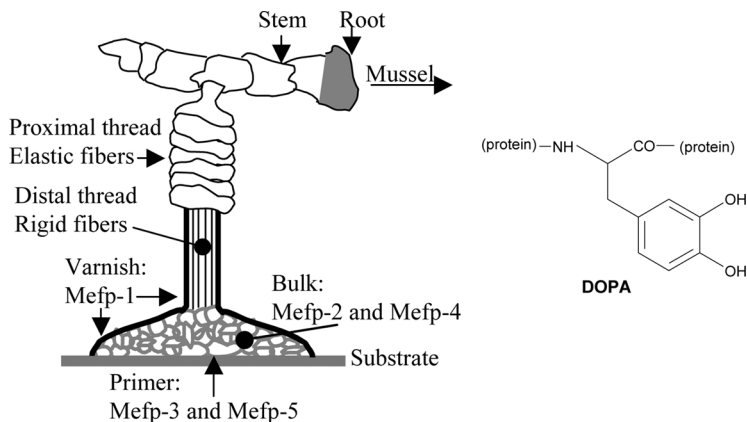 Stem
Root
Mussel
Proximal thread
Elastic fibers
Distal thread
Rigid fibers
Varnish:
Mefp-1
Bulk:
Mefp-2 and Mefp-4
Substrate
Primer:
Mefp-3 and Mefp-5
(protein)–NH
CO–(protein)
OH
OH
DOPA